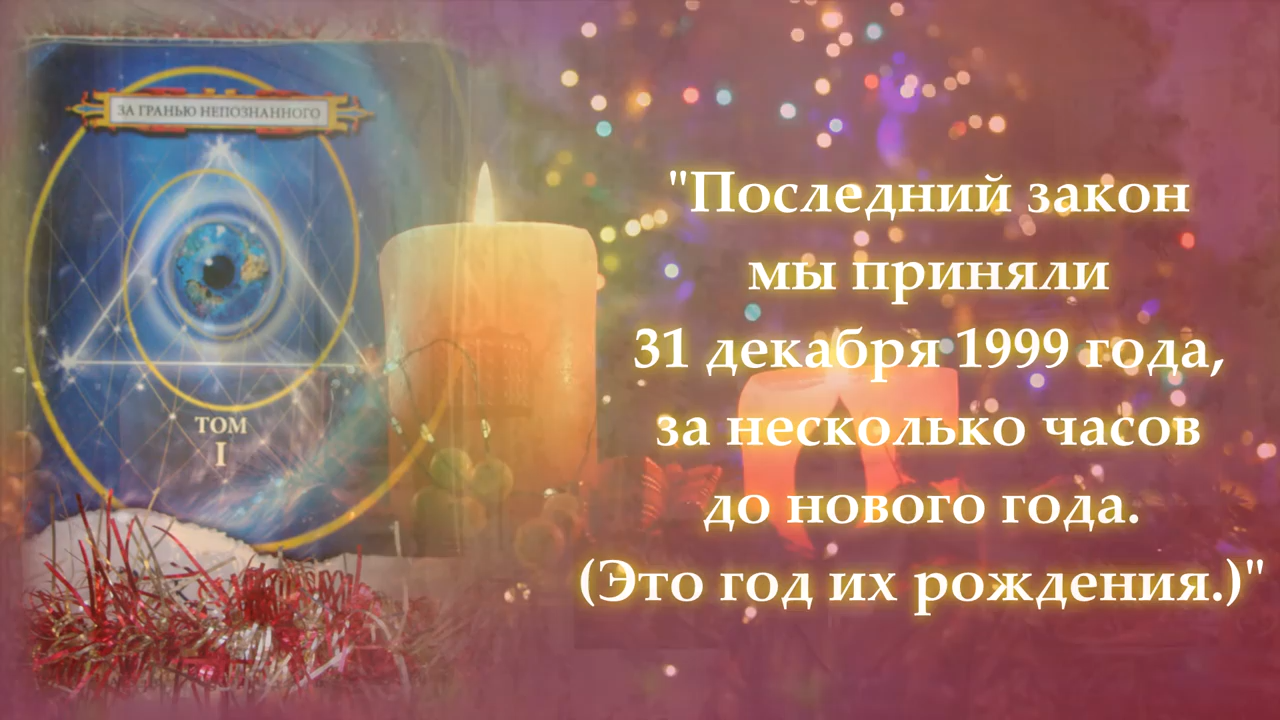 ЗА ГРАНЬЮ НЕПОЗНАННОГО
ТОМ
I
"Последний закон
мы приняли
31 декабря 1999 года,
за несколько часов
до нового года.
(Это год их рождения.)"